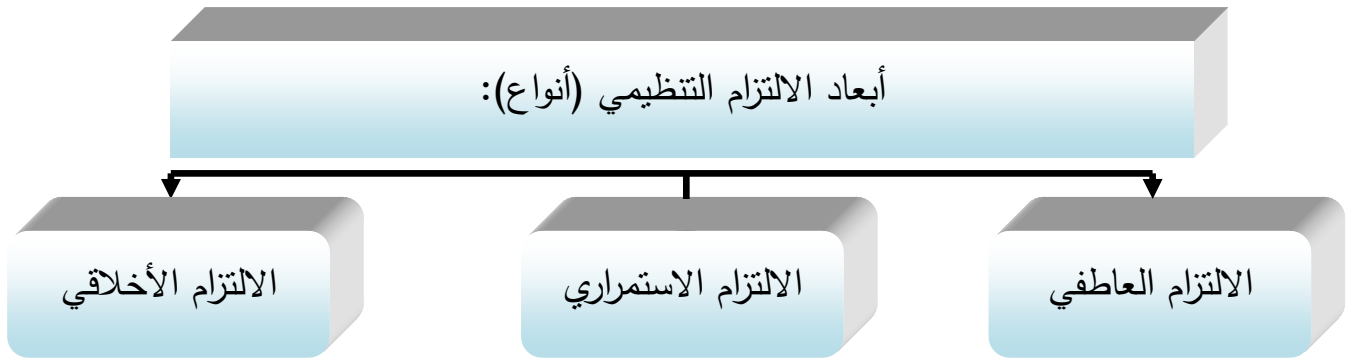 أبعاد الالتزام التنظيمي (أنواع):
الالتزام العاطفي
الالتزام الاستمراري
الالتزام الأخلاقي